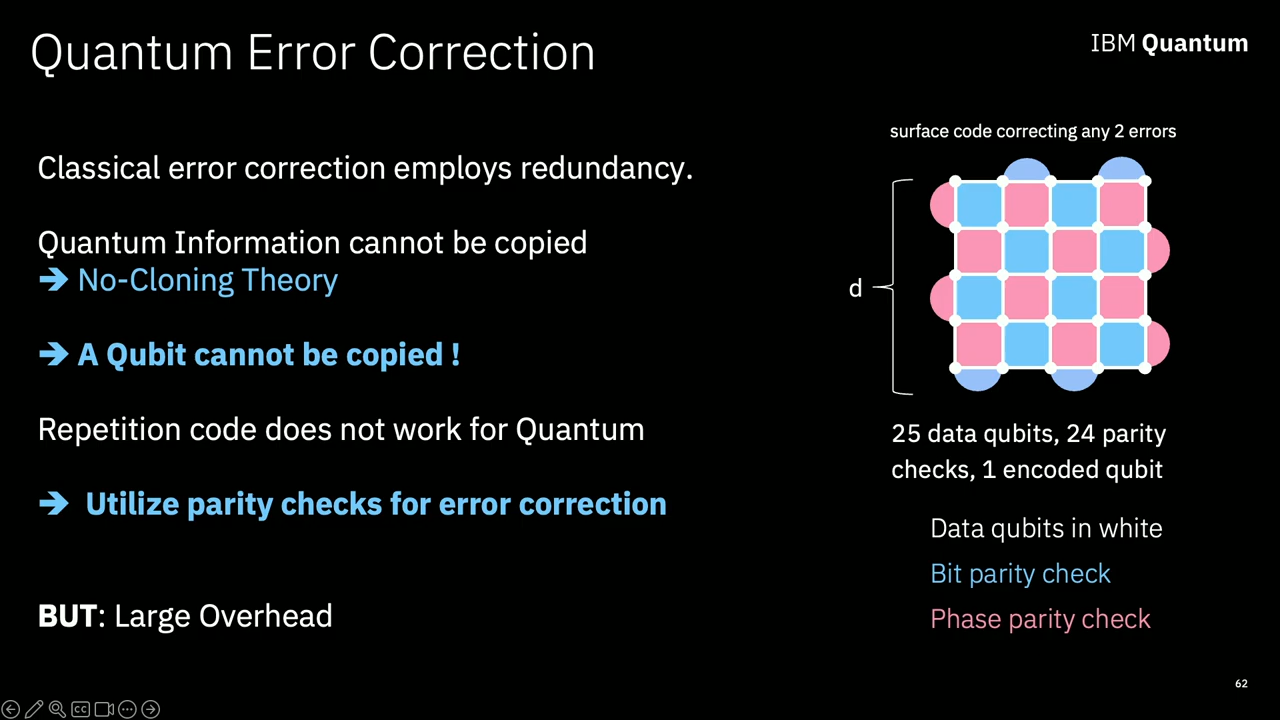 Quantum Error Correction
IBM Quantum
Classical error correction employs redundancy.
Quantum Information cannot be copied
➔ No-Cloning Theory
➔ A Qubit cannot be copied !
Repetition code does not work for Quantum
➔ Utilize parity checks for error correction
BUT: Large Overhead
surface code correcting any 2 errors
d
25 data qubits, 24 parity
checks, 1 encoded qubit
Data qubits in white
Bit parity check
Phase parity check
62
CC